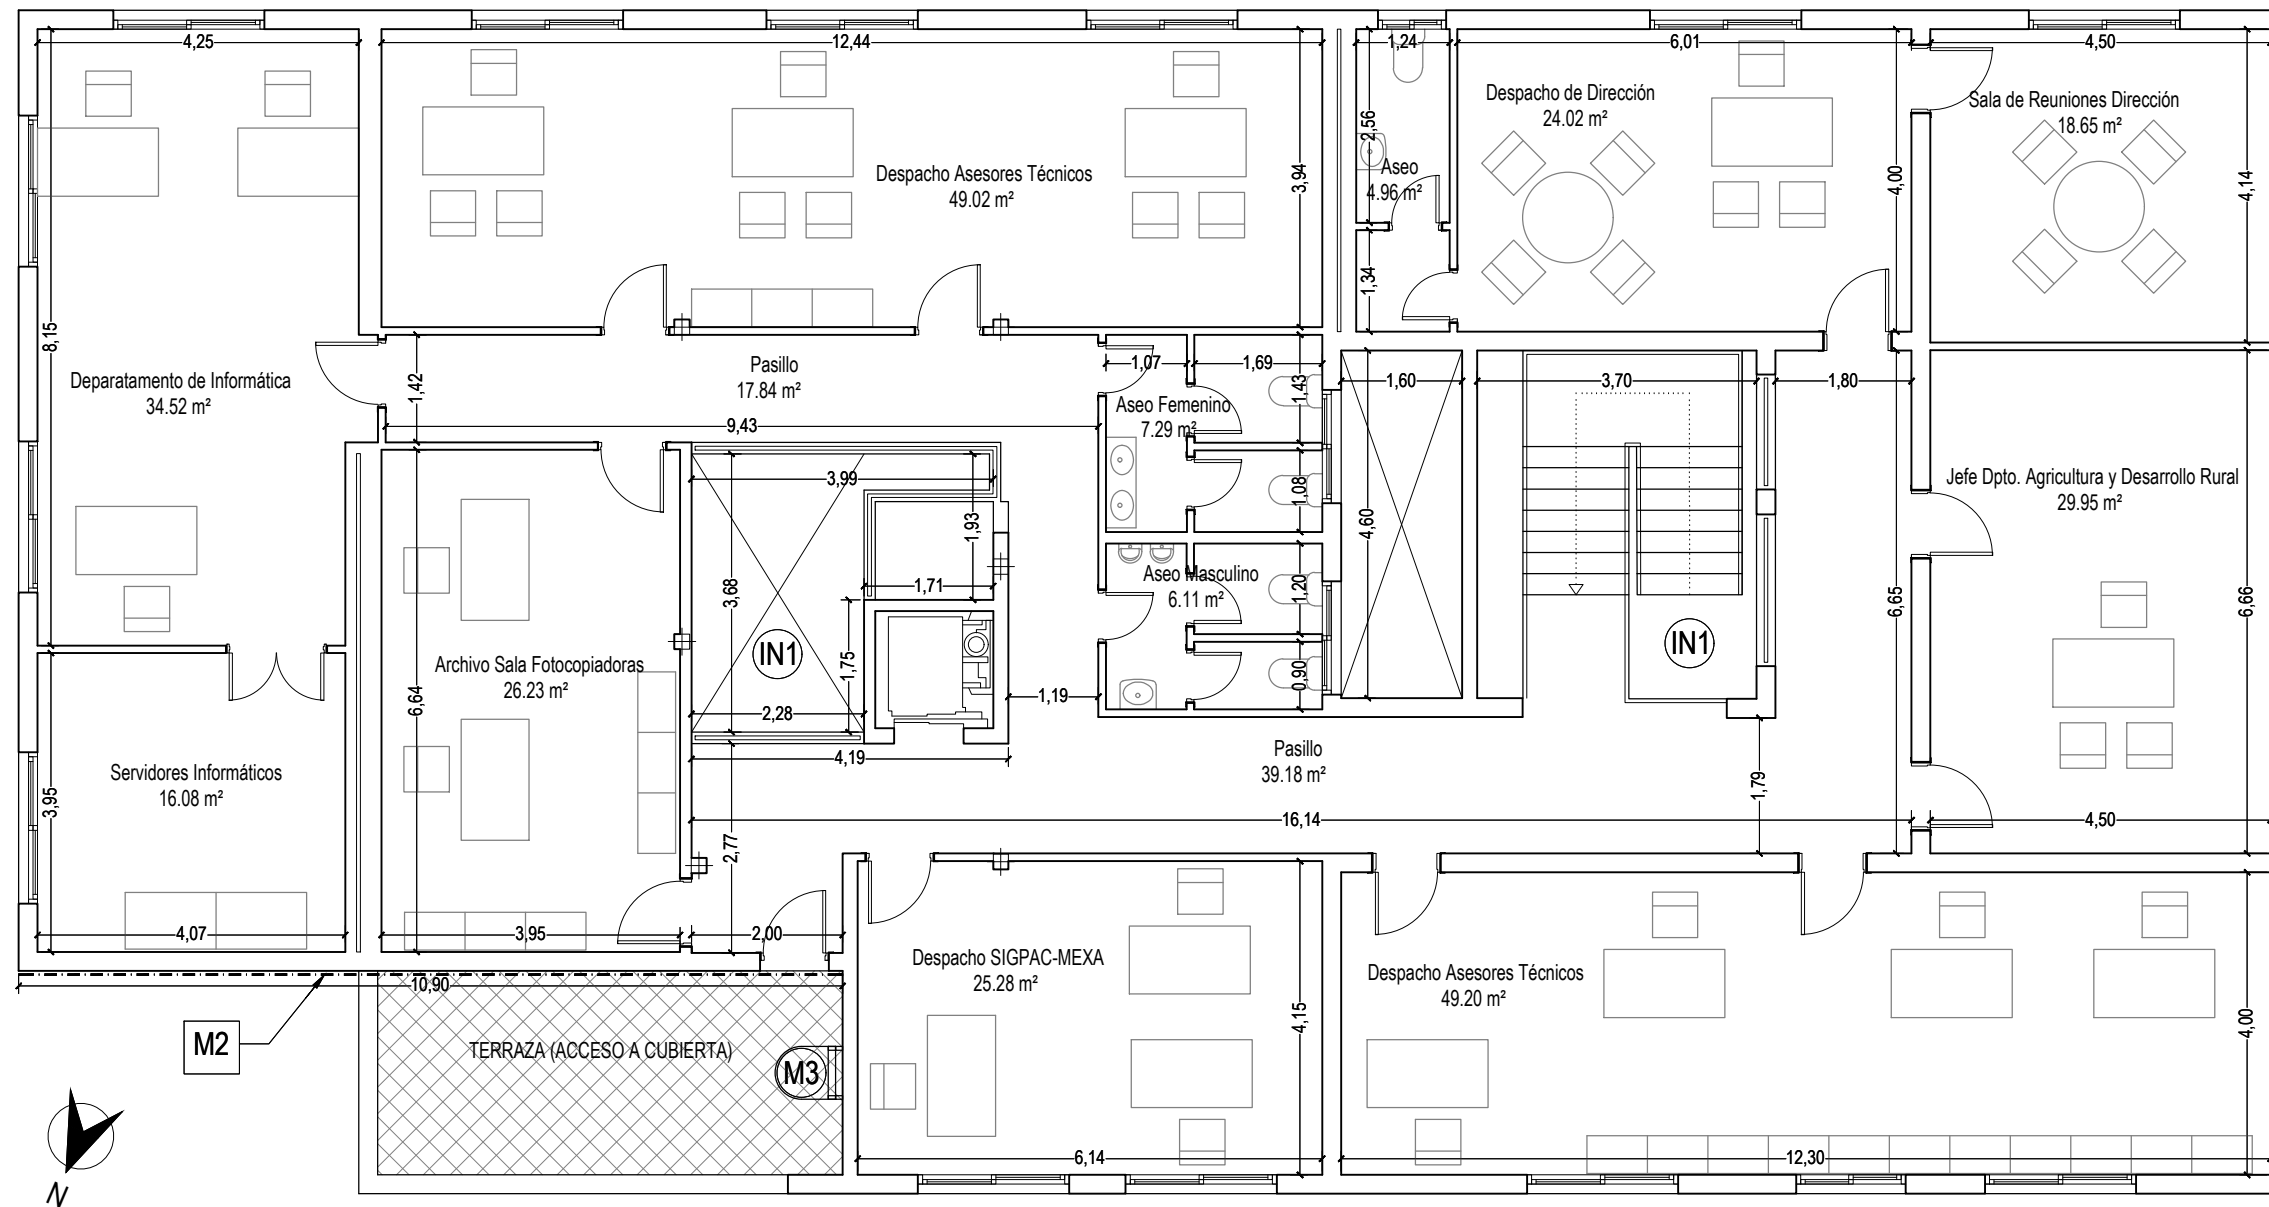 4,25
12,44
1,24
6,01
4,50
Despacho de Dirección
24.02 m²
Sala de Reuniones Dirección
18.65 m²
2,56
Aseo
4.96 m²
Despacho Asesores Técnicos
49.02 m²
3,94
4,00
4,14
1,34
8,15
Deparatamento de Informática
34.52 m²
1,42
Pasillo
17.84 m²
9,43
1,07
1,69
1,43
1,60
3,70
1,80
Aseo Femenino
7.29 m²
3,99
1,93
1,08
4,60
Jefe Dpto. Agricultura y Desarrollo Rural
29.95 m²
3,68
1,71
Aseo Masculino
6.11 m²
1,20
6,65
6,66
IN1
1,75
IN1
Archivo Sala Fotocopiadoras
26.23 m²
6,64
0,90
1,19
2,28
4,19
Pasillo
39.18 m²
1,79
Servidores Informáticos
16.08 m²
3,95
16,14
4,50
2,77
4,07
3,95
2,00
Despacho SIGPAC-MEXA
25.28 m²
Despacho Asesores Técnicos
49.20 m²
10,90
4,15
4,00
M2
TERRAZA (ACCESO A CUBIERTA)
M3
6,14
12,30
N